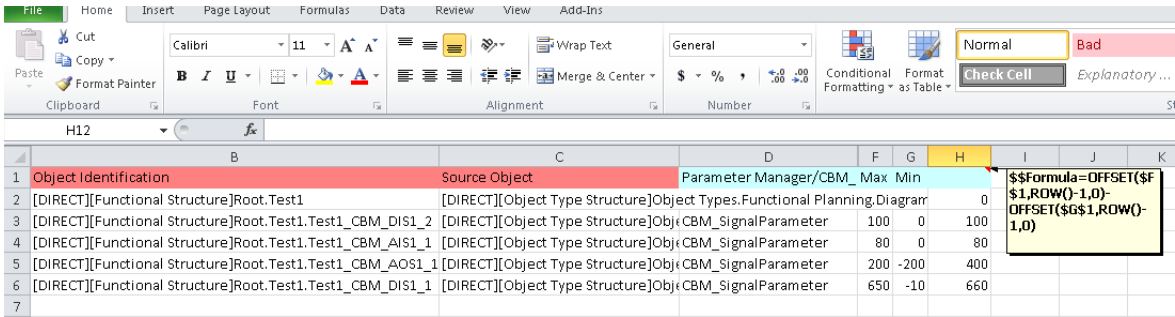 File Home Insert Page Layout Formulas Data Review View Add-Ins
Cut
Copy
Paste
Format Painter
Clipboard
Calibri 11 A A
B I U A
Font
Wrap Text
Merge & Center
Alignment
General
$ % , .0 .00 .00 .0
Number
Conditional Formatting
Format as Table
Normal Bad
Check Cell Explanatory ...
H12 fx
B C D F G H I J K
1 Object Identification Source Object Parameter Manager/CBM_ Max Min
2 [DIRECT][Functional Structure]Root.Test1 [DIRECT][Object Type Structure]Object Types.Functional Planning.Diagram 0
3 [DIRECT][Functional Structure]Root.Test1.Test1_CBM_DIS1_2 [DIRECT][Object Type Structure]Obj CBM_SignalParameter 100 0 100
4 [DIRECT][Functional Structure]Root.Test1.Test1_CBM_AIS1_1 [DIRECT][Object Type Structure]Obj CBM_SignalParameter 80 0 80
5 [DIRECT][Functional Structure]Root.Test1.Test1_CBM_AOS1_1 [DIRECT][Object Type Structure]Obj CBM_SignalParameter 200 -200 400
6 [DIRECT][Functional Structure]Root.Test1.Test1_CBM_DIS1_1 [DIRECT][Object Type Structure]Obj CBM_SignalParameter 650 -10 660
7
$$Formula=OFFSET($F
$1,ROW()-1,0)-
OFFSET($G$1,ROW()-
1,0)